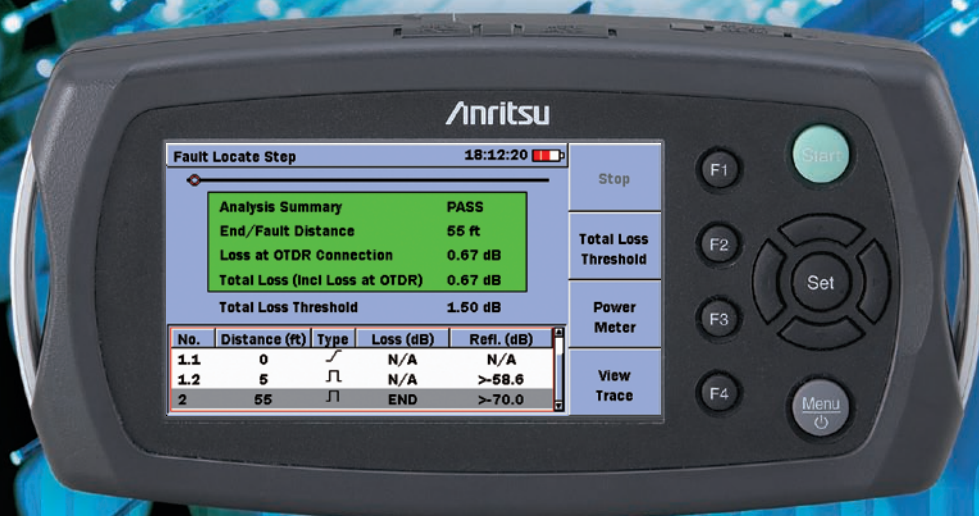 Anritsu
Fault Locate Step 18:12:20
Analysis Summary PASS
End/Fault Distance 55 ft
Loss at OTDR Connection 0.67 dB
Total Loss (Incl Loss at OTDR) 0.67 dB
Total Loss Threshold 1.50 dB
No. Distance (ft) Type Loss (dB) Refl. (dB)
1.1 0 N/A N/A
1.2 5 N/A >-58.6
2 55 END >-70.0
Stop
Total Loss
Threshold
Power
Meter
View
Trace
F1
F2
F3
F4
Start
Set
Menu